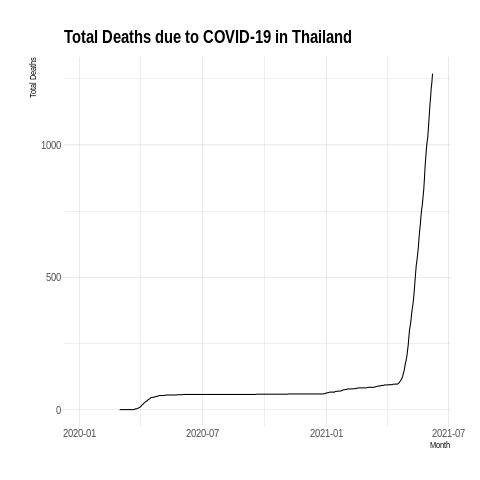 Total Deaths due to COVID-19 in Thailand
Total Deaths
1000
500
0
2020-01 2020-07 2021-01 2021-07
Month